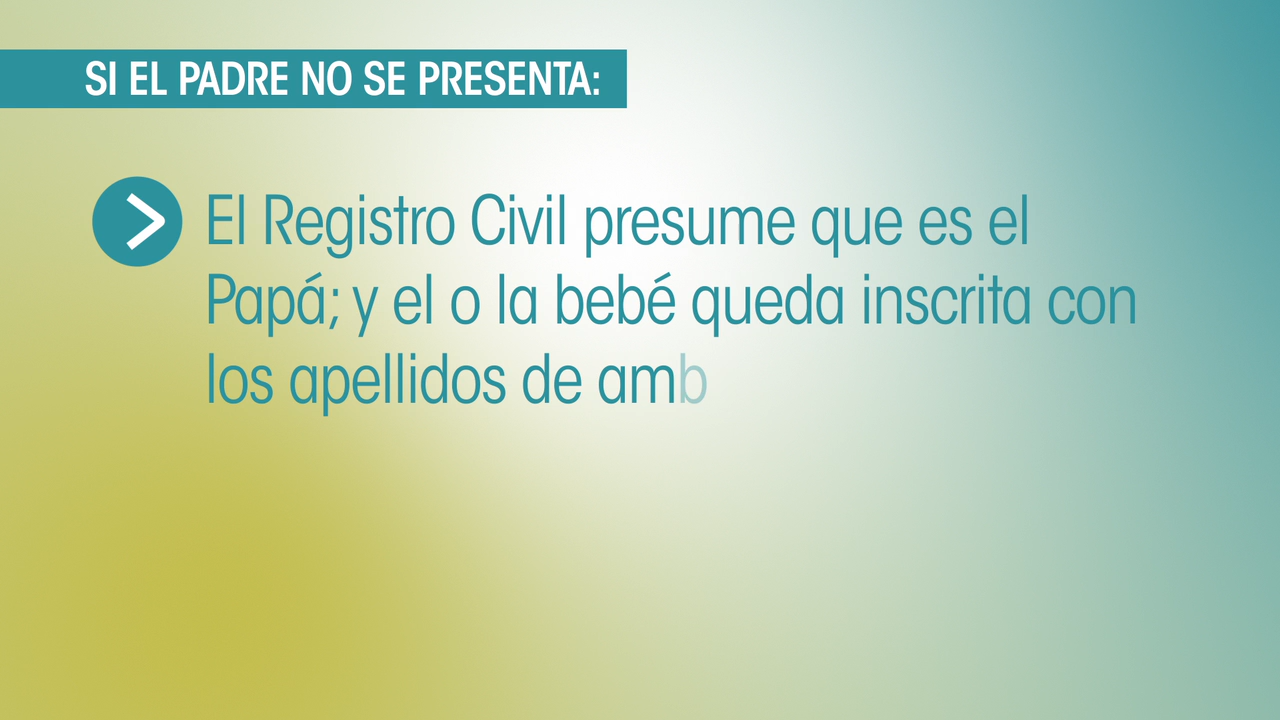 SI EL PADRE NO SE PRESENTA:
El Registro Civil presume que es el
Papá; y el o la bebé queda inscrita con
los apellidos de amb